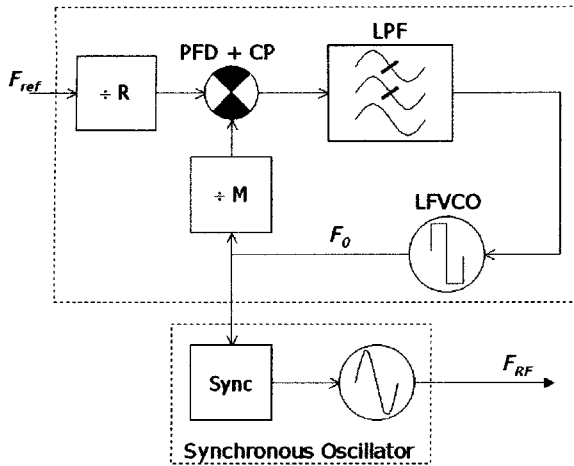 PFD + CP
LPF
F_ref
÷ R
÷ M
LFVCO
F_0
Sync
F_RF
Synchronous Oscillator